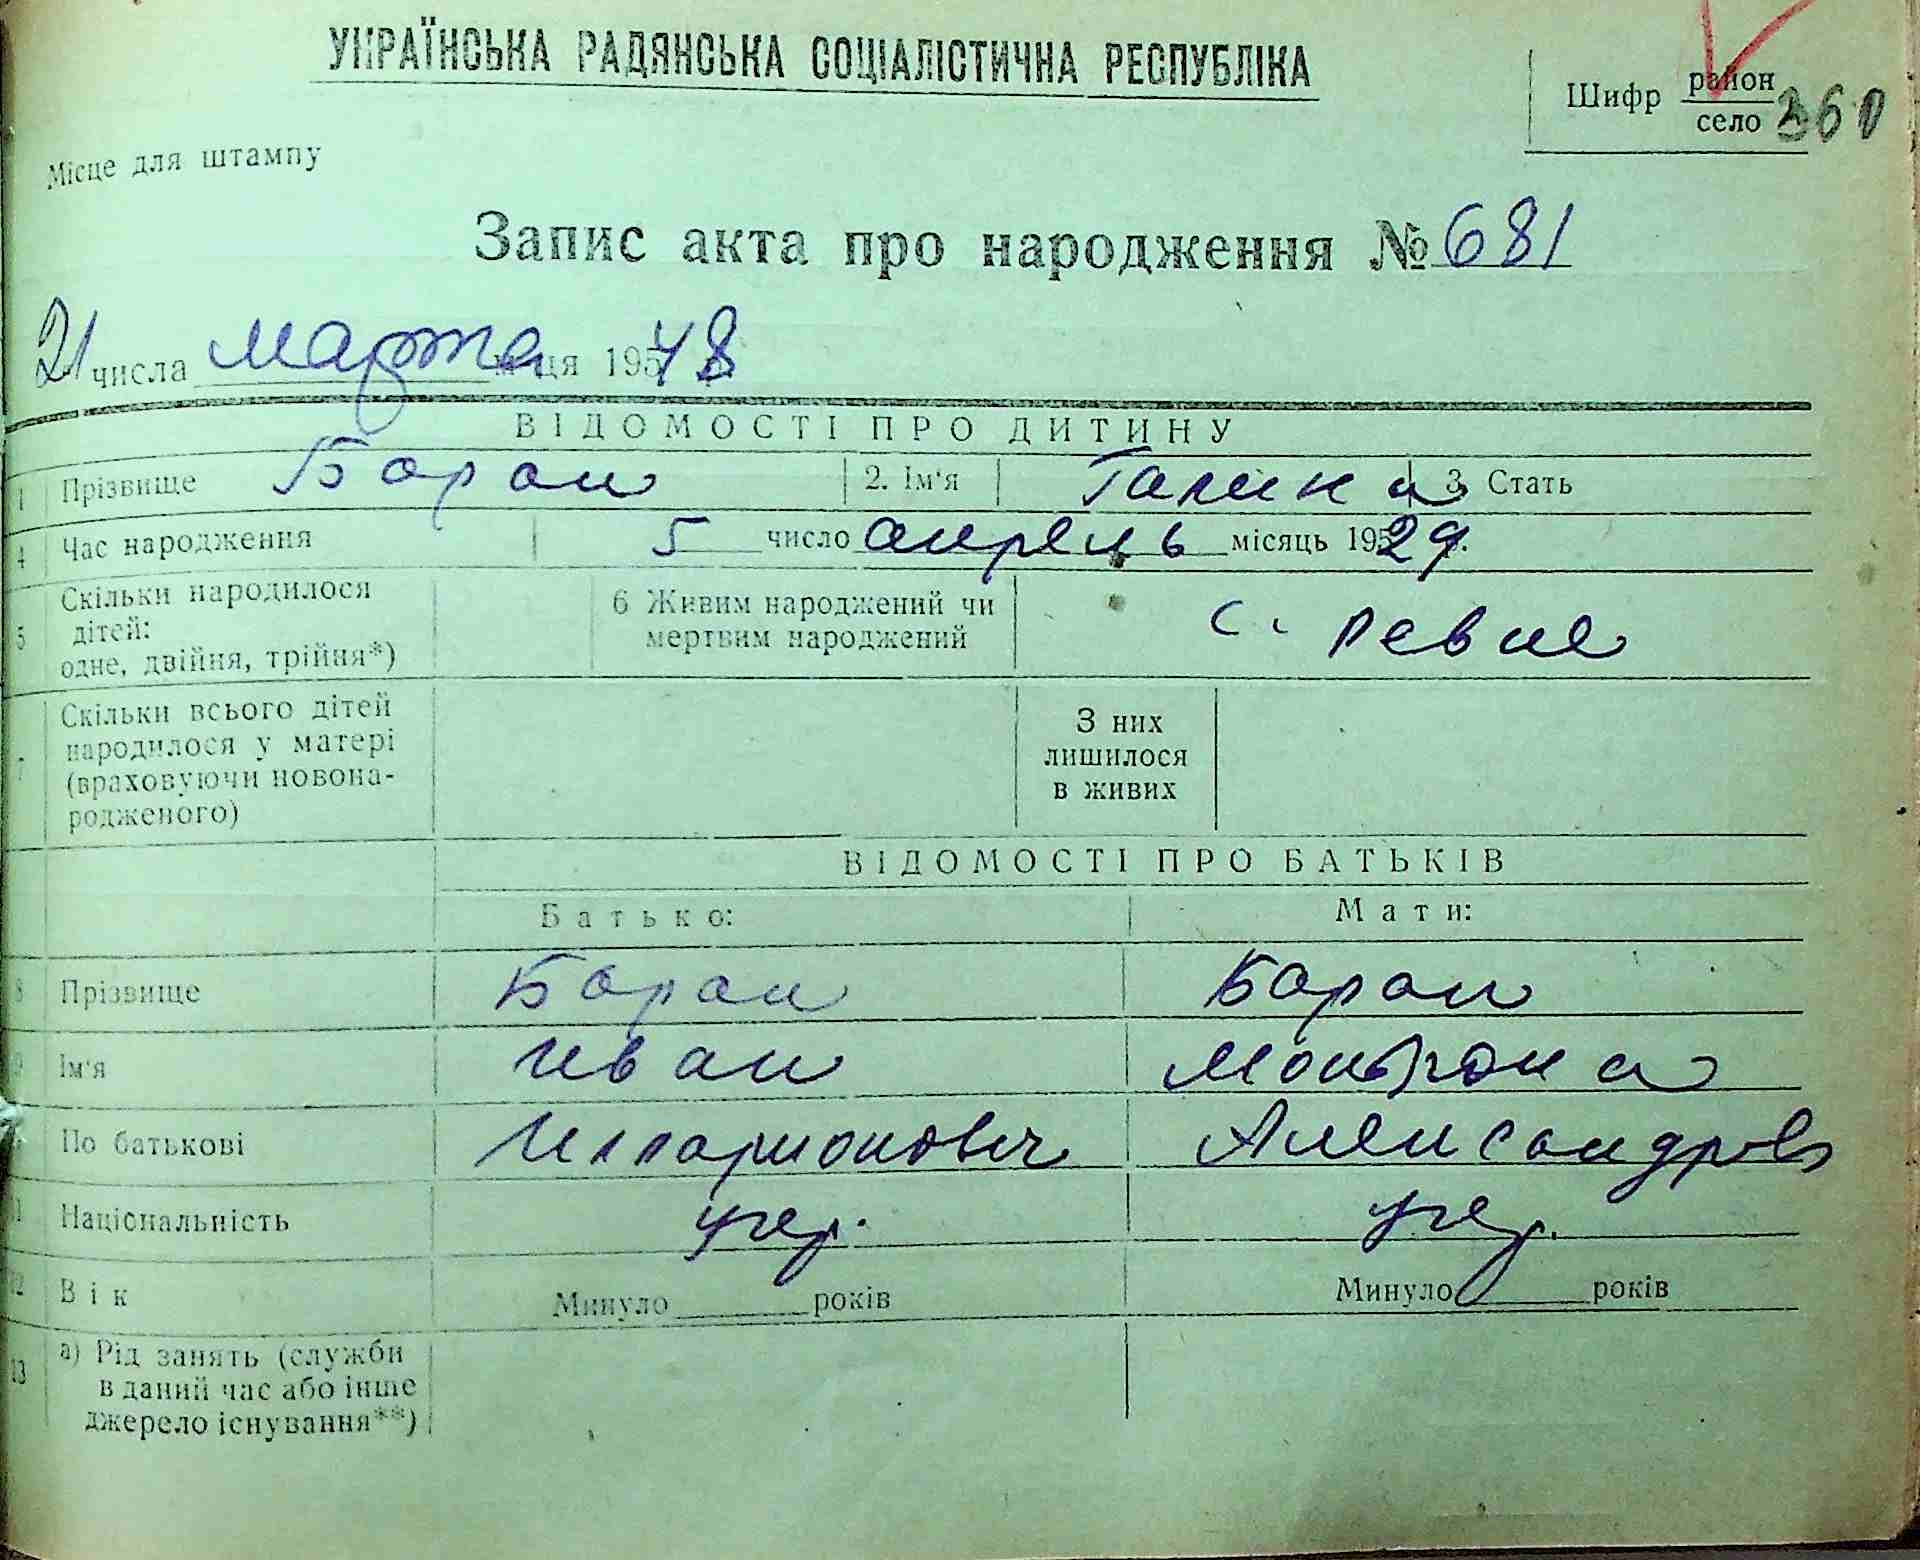 УКРАЇНСЬКА РАДЯНСЬКА СОЦІАЛІСТИЧНА РЕСПУБЛІКА
Шифр район
село 360
Місце для штампу
Запис акта про народження № 681
21 числа марта м-ця 1948
ВІДОМОСТІ ПРО ДИТИНУ
1 Прізвище Баран 2. Ім'я Галина 3. Стать
4 Час народження 5 число апрель місяць 1929 р.
5 Скільки народилося дітей: одне, двійня, трійня*) 6 Живим народжений чи мертвим народжений с. Ревне
7 Скільки всього дітей народилося у матері (враховуючи новонародженого) З них лишилося в живих
ВІДОМОСТІ ПРО БАТЬКІВ
Батько: Мати:
8 Прізвище Баран Баран
9 Ім'я Иван
По батькові Илларионович Александров
11 Національність укр. укр.
12 Вік Минуло ____ років Минуло ____ років
13 а) Рід занять (служби
в даний час або інше
джерело існування**)